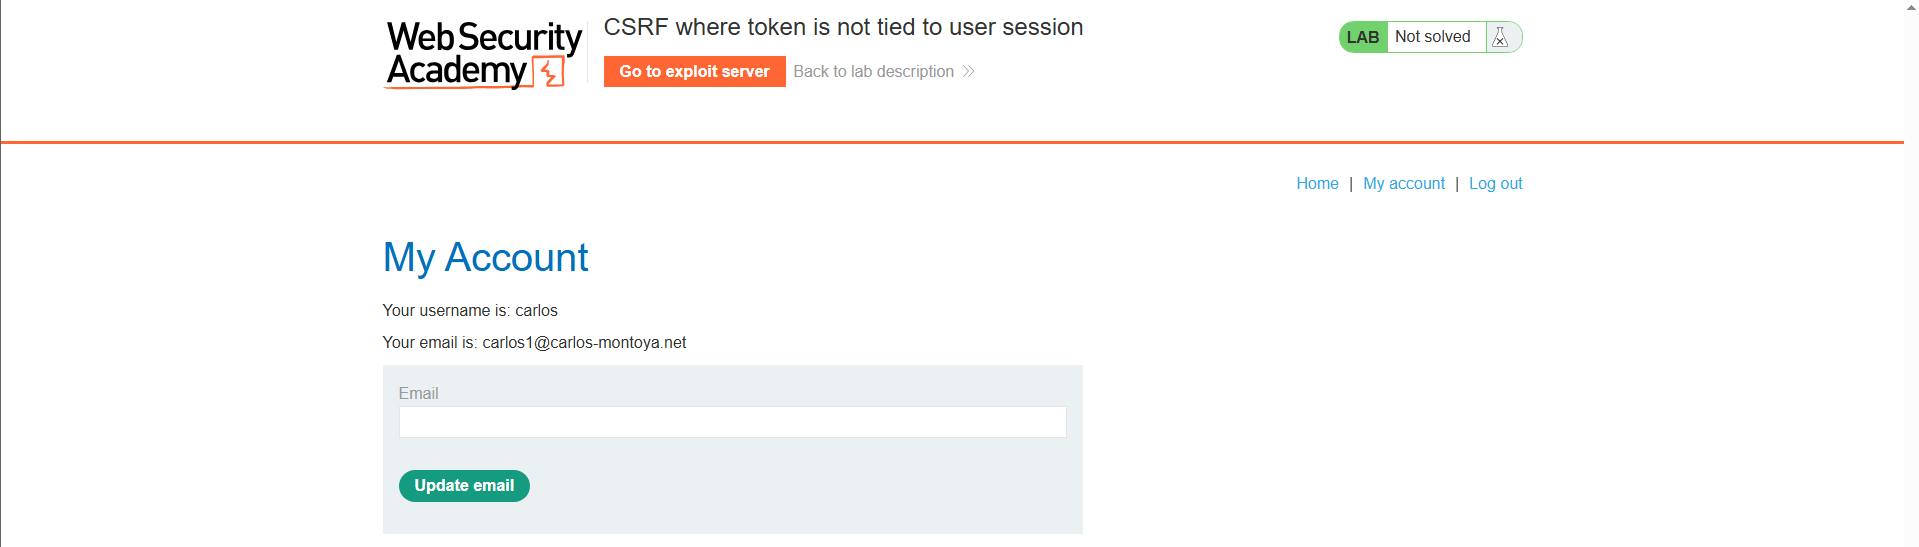 Web Security
Academy
CSRF where token is not tied to user session
Go to exploit server
Back to lab description
LAB Not solved
Home | My account | Log out
My Account
Your username is: carlos
Your email is: carlos1@carlos-montoya.net
Email
Update email